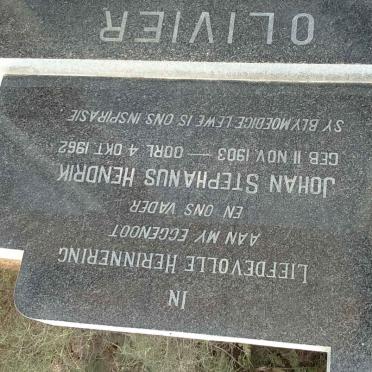 IN
LIEFDEVOLLE HERINNERING
AAN MY EGGENOOT
EN ONS VADER
JOHAN STEPHANUS HENDRIK
GEB. 11 NOV. 1903 — OORL. 4 OKT. 1962
SY BLYMOEDIGE LEWE IS ONS INSPIRASIE
OLIVIER